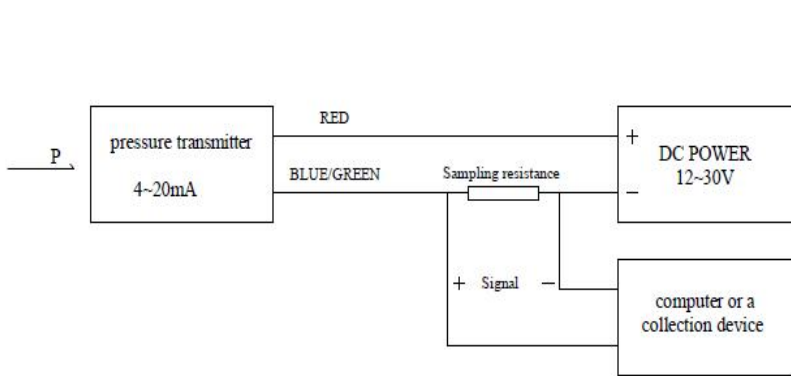 RED
P
pressure transmitter
4~20mA
BLUE/GREEN
Sampling resistance
+
DC POWER
12~30V
−
+ Signal −
computer or a
collection device